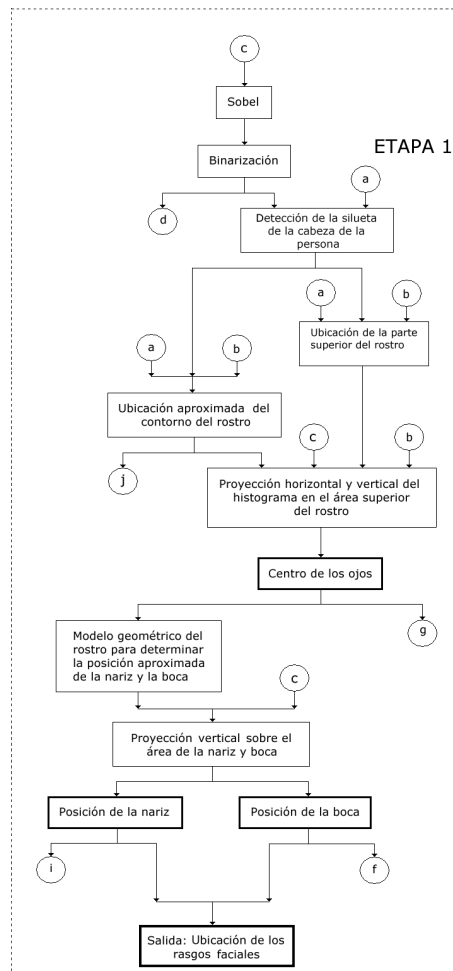 c
Sobel
ETAPA 1
Binarización
a
d
Detección de la silueta
de la cabeza de la
persona
a
b
Ubicación de la parte
superior del rostro
a
b
Ubicación aproximada del
contorno del rostro
c
b
j
Proyección horizontal y vertical del
histograma en el área superior
del rostro
Centro de los ojos
g
Modelo geométrico del
rostro para determinar
la posición aproximada
de la nariz y la boca
c
Proyección vertical sobre el
área de la nariz y boca
Posición de la nariz
Posición de la boca
i
f
Salida: Ubicación de los
rasgos faciales